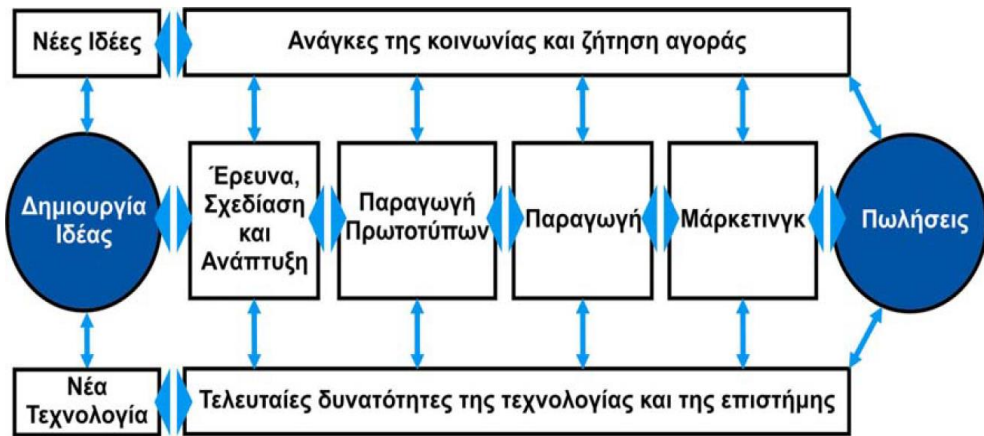 Νέες Ιδέες
Ανάγκες της κοινωνίας και ζήτηση αγοράς
Δημιουργία
Ιδέας
Έρευνα,
Σχεδίαση
και
Ανάπτυξη
Παραγωγή
Πρωτοτύπων
Παραγωγή
Μάρκετινγκ
Πωλήσεις
Νέα
Τεχνολογία
Τελευταίες δυνατότητες της τεχνολογίας και της επιστήμης